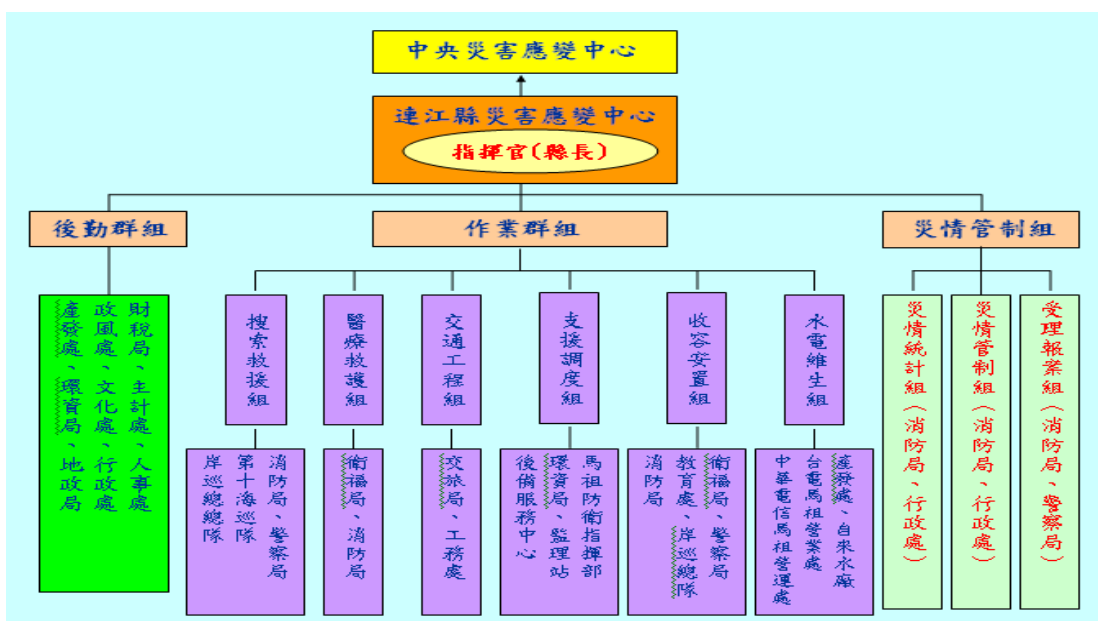 中央災害應變中心
連江縣災害應變中心
指揮官(縣長)
後勤群組
作業群組
災情管制組
財稅局、主計處、人事處
政風處、文化處、行政處
產發處、環資局、地政局
搜索救援組
醫療救護組
交通工程組
支援調度組
收容安置組
水電維生組
災情統計組(消防局、行政處)
災情管制組(消防局、行政處)
受理報案組(消防局、警察局)
消防局、警察局
第十海巡隊
岸巡總總隊
衛福局、消防局
交旅局、工務處
馬祖防衛指揮部
環資局、監理站
後備服務中心
衛福局、警察局
教育處、岸巡總隊
消防局
產發處、自來水廠
台電馬祖營業處
中華電信馬祖營運處